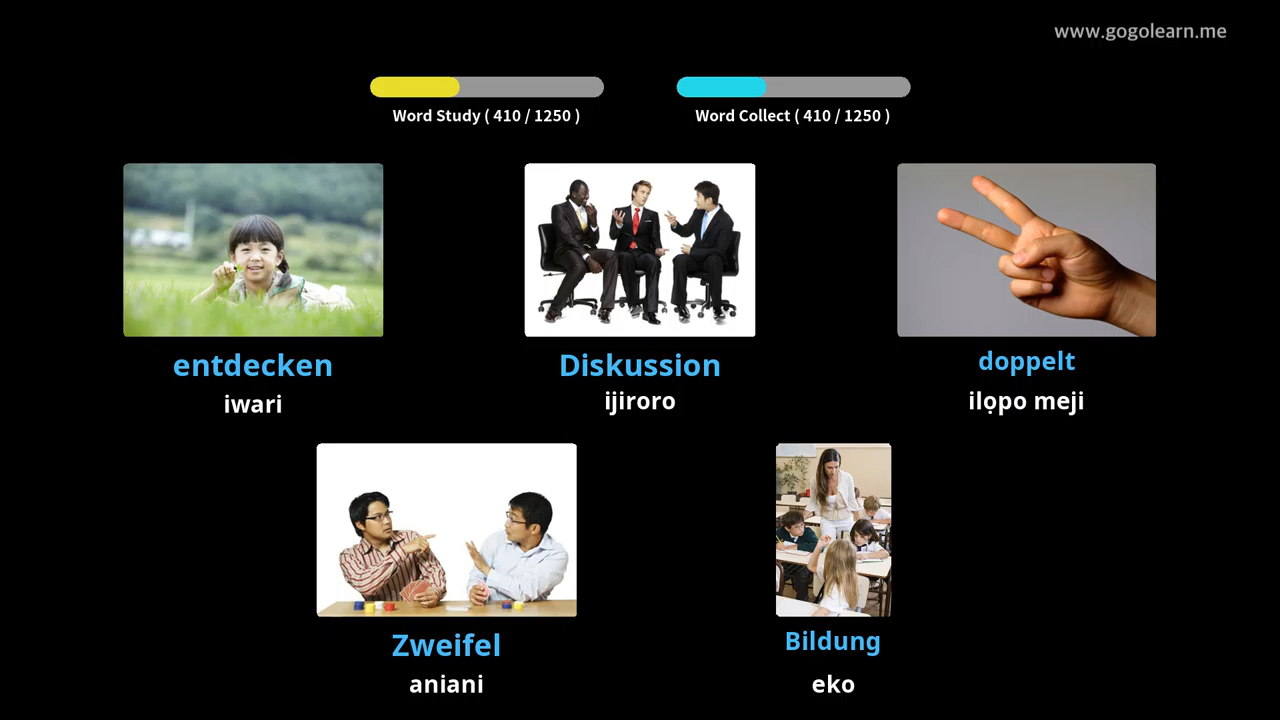 www.gogolearn.me
Word Study ( 410 / 1250 )
Word Collect ( 410 / 1250 )
entdecken
iwari
Diskussion
ijiroro
doppelt
ilọpo meji
Zweifel
aniani
Bildung
eko